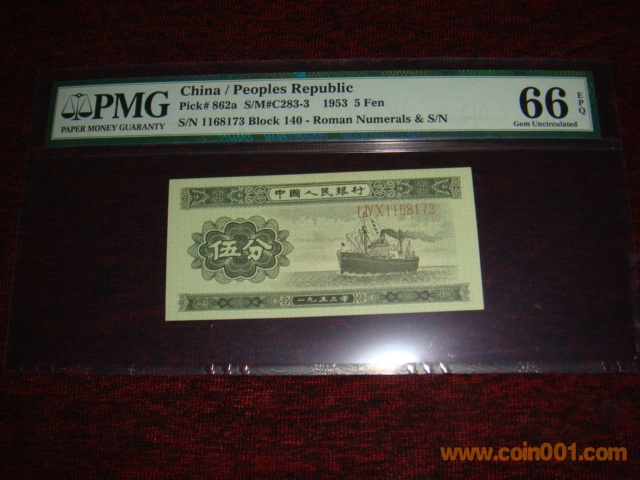 PMG
PAPER MONEY GUARANTY
China / Peoples Republic
Pick# 862a S/M#C283-3 1953 5 Fen
S/N 1168173 Block 140 - Roman Numerals & S/N
66 EPQ
Gem Uncirculated
中國人民銀行
I IV X 1168173
伍分
一九五三年
www.coin001.com